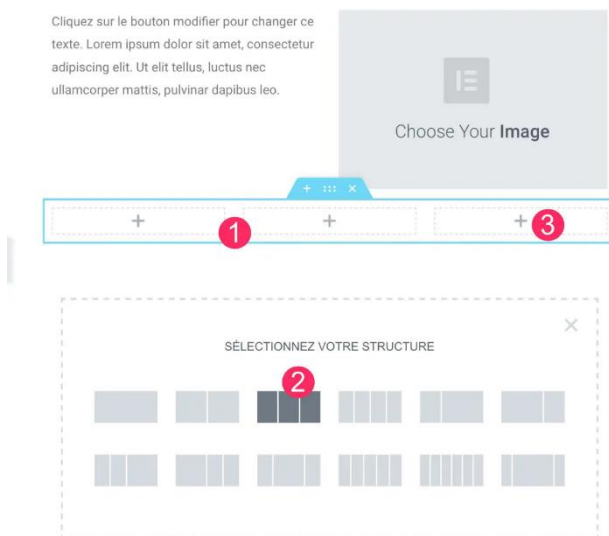 Cliquez sur le bouton modifier pour changer ce
texte. Lorem ipsum dolor sit amet, consectetur
adipiscing elit. Ut elit tellus, luctus nec
ullamcorper mattis, pulvinar dapibus leo.
Choose Your Image
1
3
SÉLECTIONNEZ VOTRE STRUCTURE
2